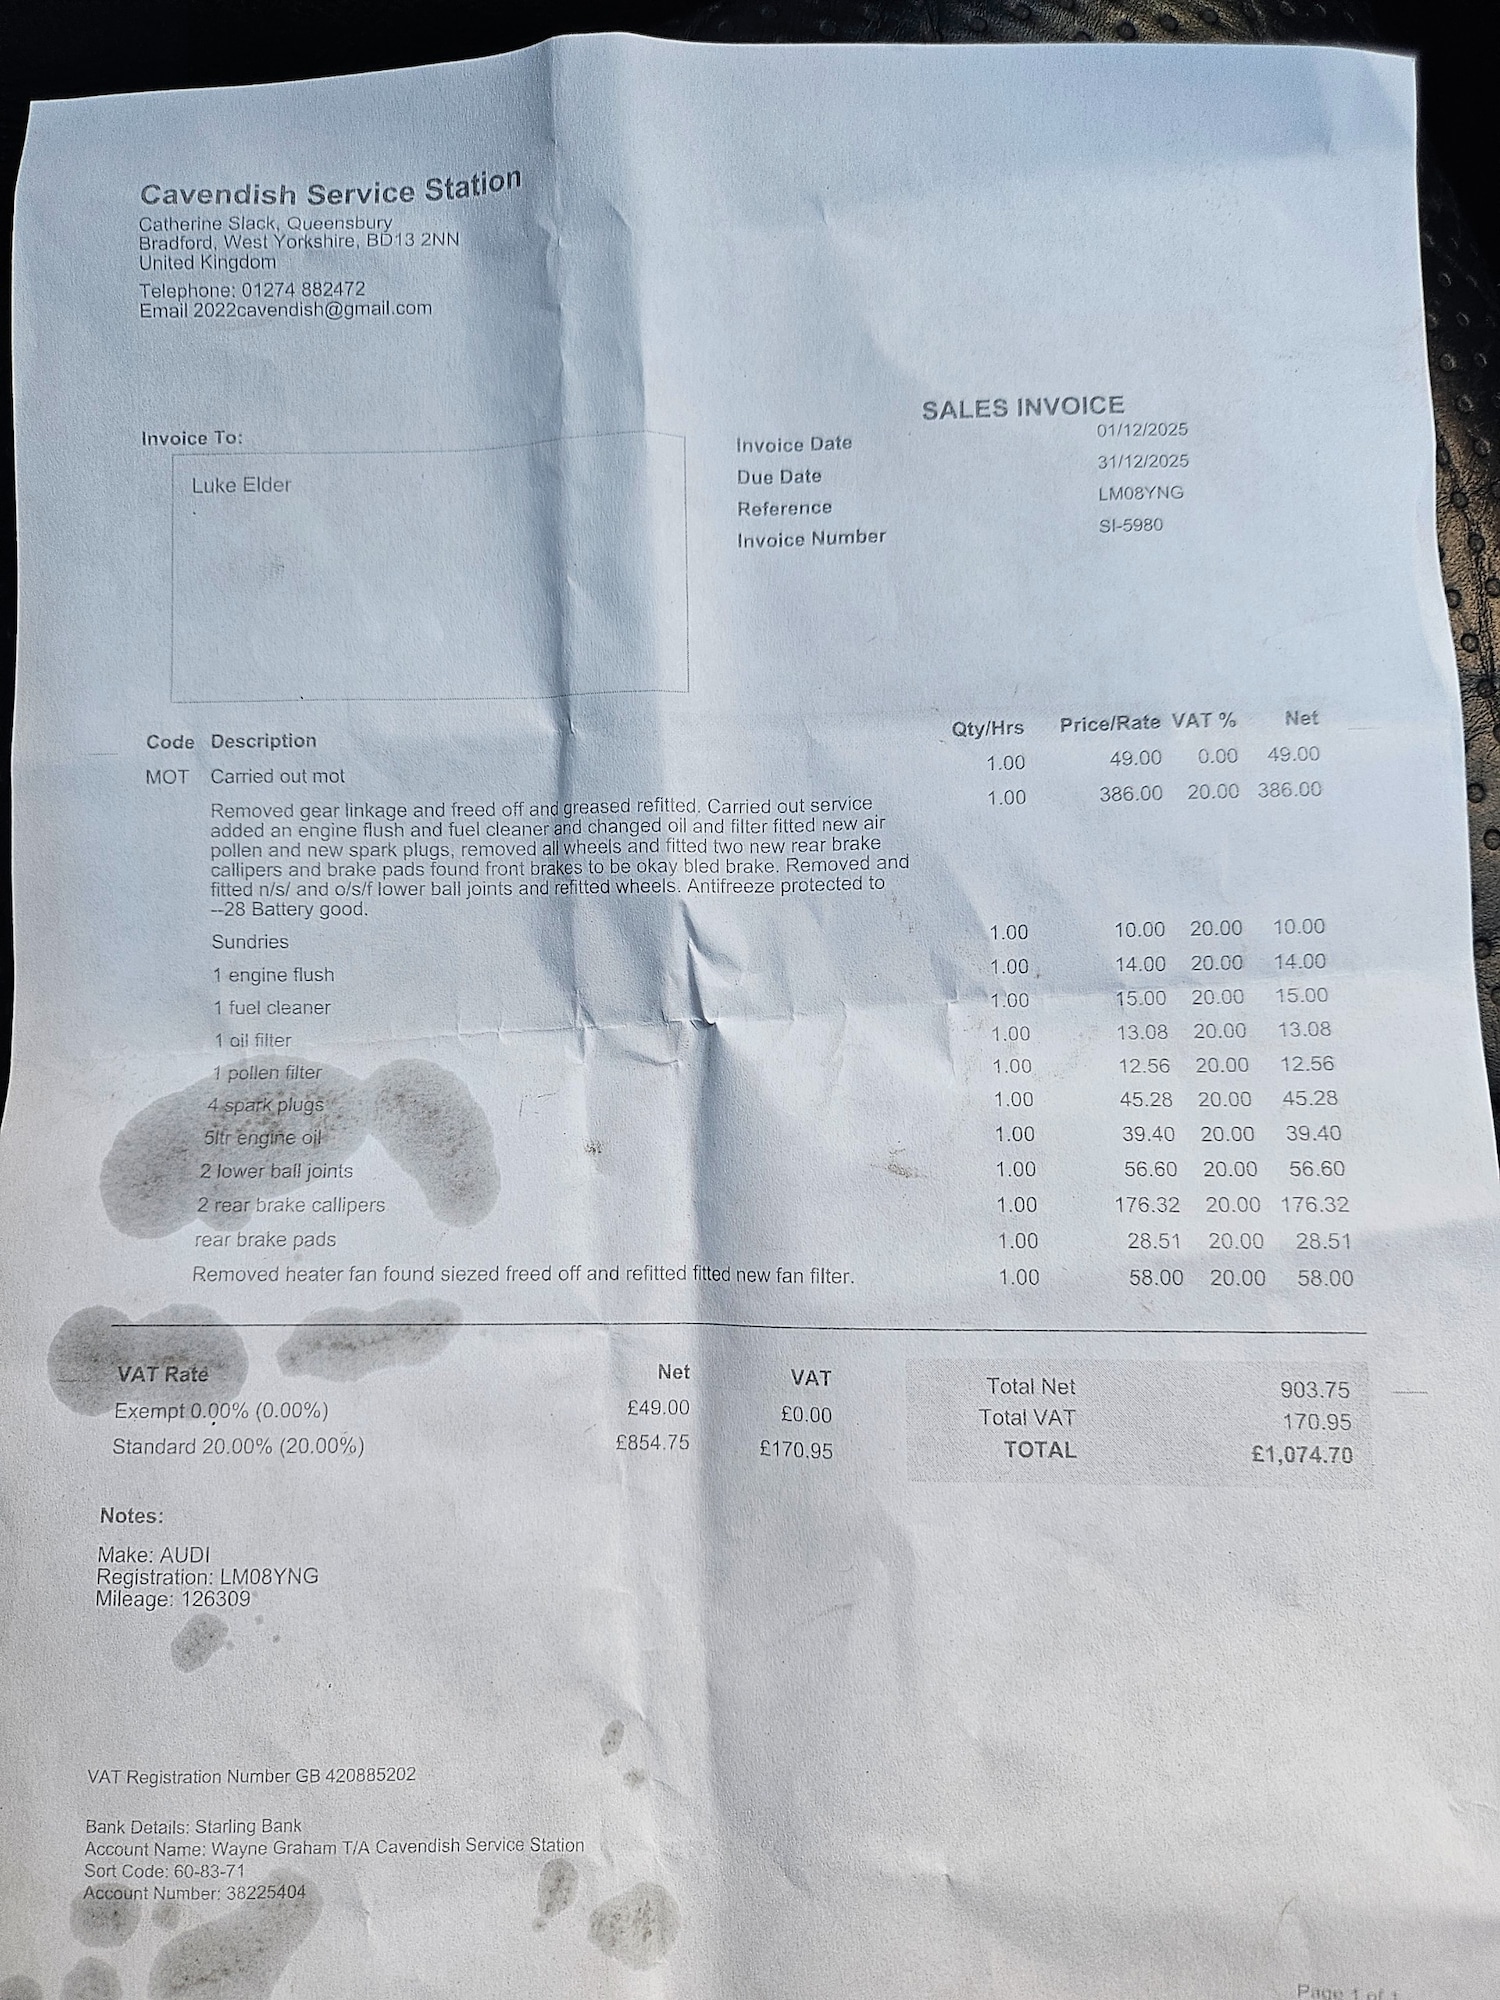 Cavendish Service Station
Catherine Slack, Queensbury
Bradford, West Yorkshire, BD13 2NN
United Kingdom
Telephone: 01274 882472
Email 2022cavendish@gmail.com
SALES INVOICE
Invoice To:
Luke Elder
Invoice Date 01/12/2025
Due Date 31/12/2025
Reference LM08YNG
Invoice Number SI-5980
Code Description Qty/Hrs Price/Rate VAT % Net
MOT Carried out mot 1.00 49.00 0.00 49.00
Removed gear linkage and freed off and greased refitted. Carried out service 1.00 386.00 20.00 386.00
added an engine flush and fuel cleaner and changed oil and filter fitted new air
pollen and new spark plugs, removed all wheels and fitted two new rear brake
callipers and brake pads found front brakes to be okay bled brake. Removed and
fitted n/s/ and o/s/f lower ball joints and refitted wheels. Antifreeze protected to
--28 Battery good.
Sundries 1.00 10.00 20.00 10.00
1 engine flush 1.00 14.00 20.00 14.00
1 fuel cleaner 1.00 15.00 20.00 15.00
1 oil filter 1.00 13.08 20.00 13.08
1 pollen filter 1.00 12.56 20.00 12.56
4 spark plugs 1.00 45.28 20.00 45.28
5ltr engine oil 1.00 39.40 20.00 39.40
2 lower ball joints 1.00 56.60 20.00 56.60
2 rear brake callipers 1.00 176.32 20.00 176.32
rear brake pads 1.00 28.51 20.00 28.51
Removed heater fan found siezed freed off and refitted fitted new fan filter. 1.00 58.00 20.00 58.00
VAT Rate Net VAT
Exempt 0.00% (0.00%) £49.00 £0.00
Standard 20.00% (20.00%) £854.75 £170.95
Total Net 903.75
Total VAT 170.95
TOTAL £1,074.70
Notes:
Make: AUDI
Registration: LM08YNG
Mileage: 126309
VAT Registration Number GB 420885202
Bank Details: Starling Bank
Account Name: Wayne Graham T/A Cavendish Service Station
Sort Code: 60-83-71
Account Number: 38225404
Page 1 of 1